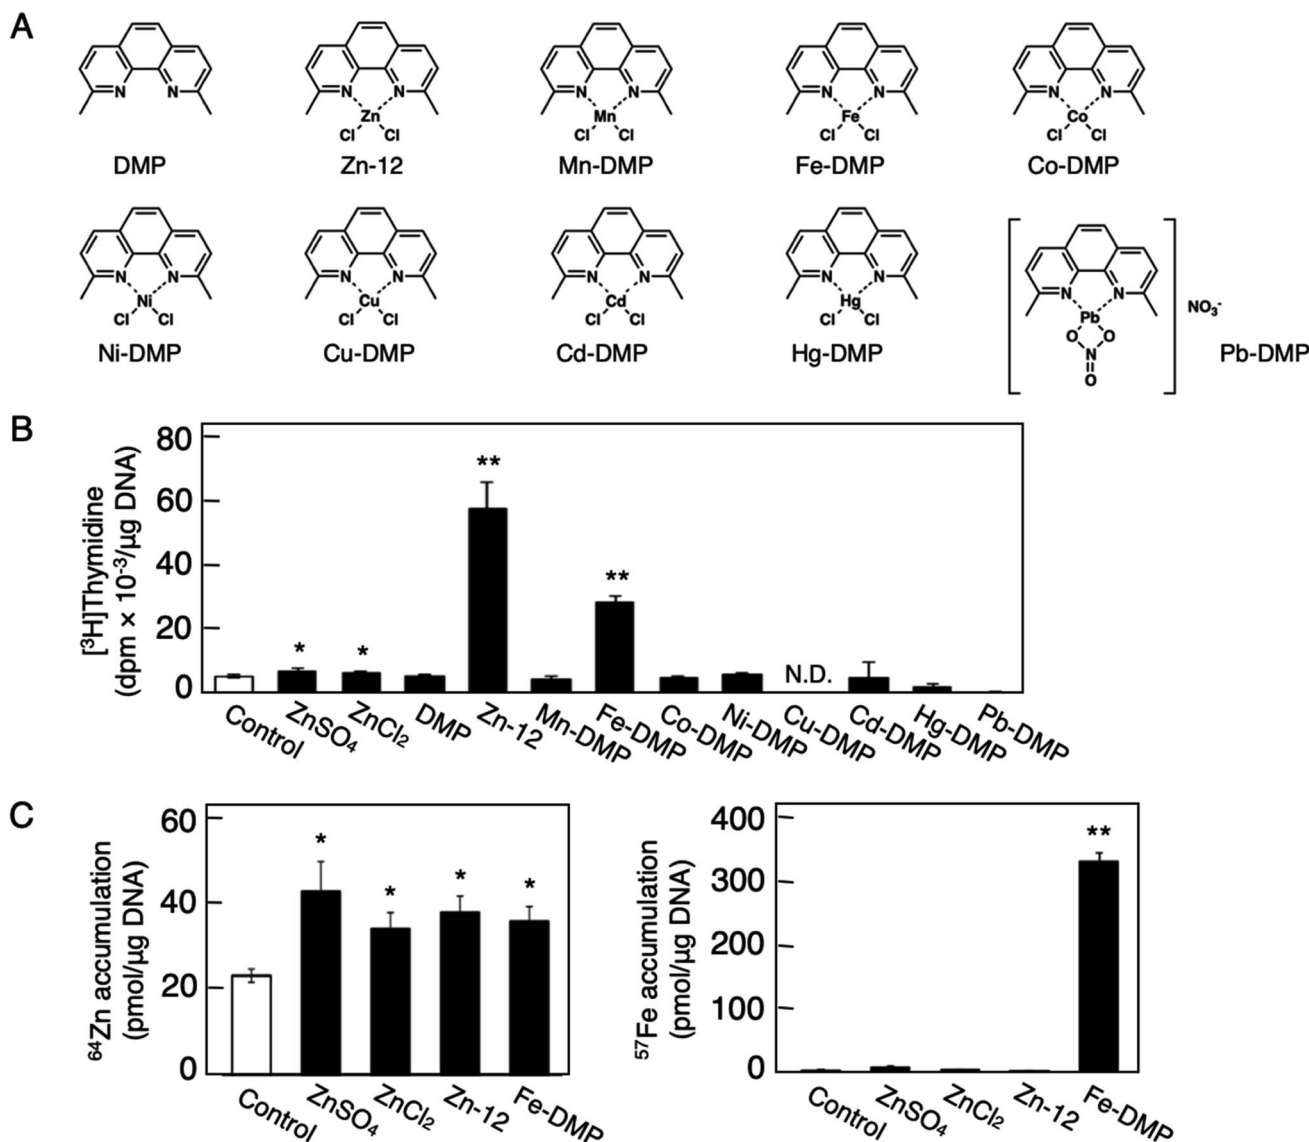 A
N N
N N
Zn
Cl Cl
N N
Mn
Cl Cl
N N
Fe
Cl Cl
N N
Co
Cl Cl
DMP
Zn-12
Mn-DMP
Fe-DMP
Co-DMP
N N
Ni
Cl Cl
N N
Cu
Cl Cl
N N
Cd
Cl Cl
N N
Hg
Cl Cl
N N
Pb
O O
N
O
NO₃⁻
Ni-DMP
Cu-DMP
Cd-DMP
Hg-DMP
Pb-DMP
B
[³H]Thymidine
(dpm × 10⁻³/μg DNA)
80
60
40
20
0
**
**
*
*
N.D.
Control
ZnSO₄
ZnCl₂
DMP
Zn-12
Mn-DMP
Fe-DMP
Co-DMP
Ni-DMP
Cu-DMP
Cd-DMP
Hg-DMP
Pb-DMP
C
⁶⁴Zn accumulation
(pmol/μg DNA)
60
40
20
0
*
*
*
*
Control
ZnSO₄
ZnCl₂
Zn-12
Fe-DMP
⁵⁷Fe accumulation
(pmol/μg DNA)
400
300
200
100
0
**
Control
ZnSO₄
ZnCl₂
Zn-12
Fe-DMP